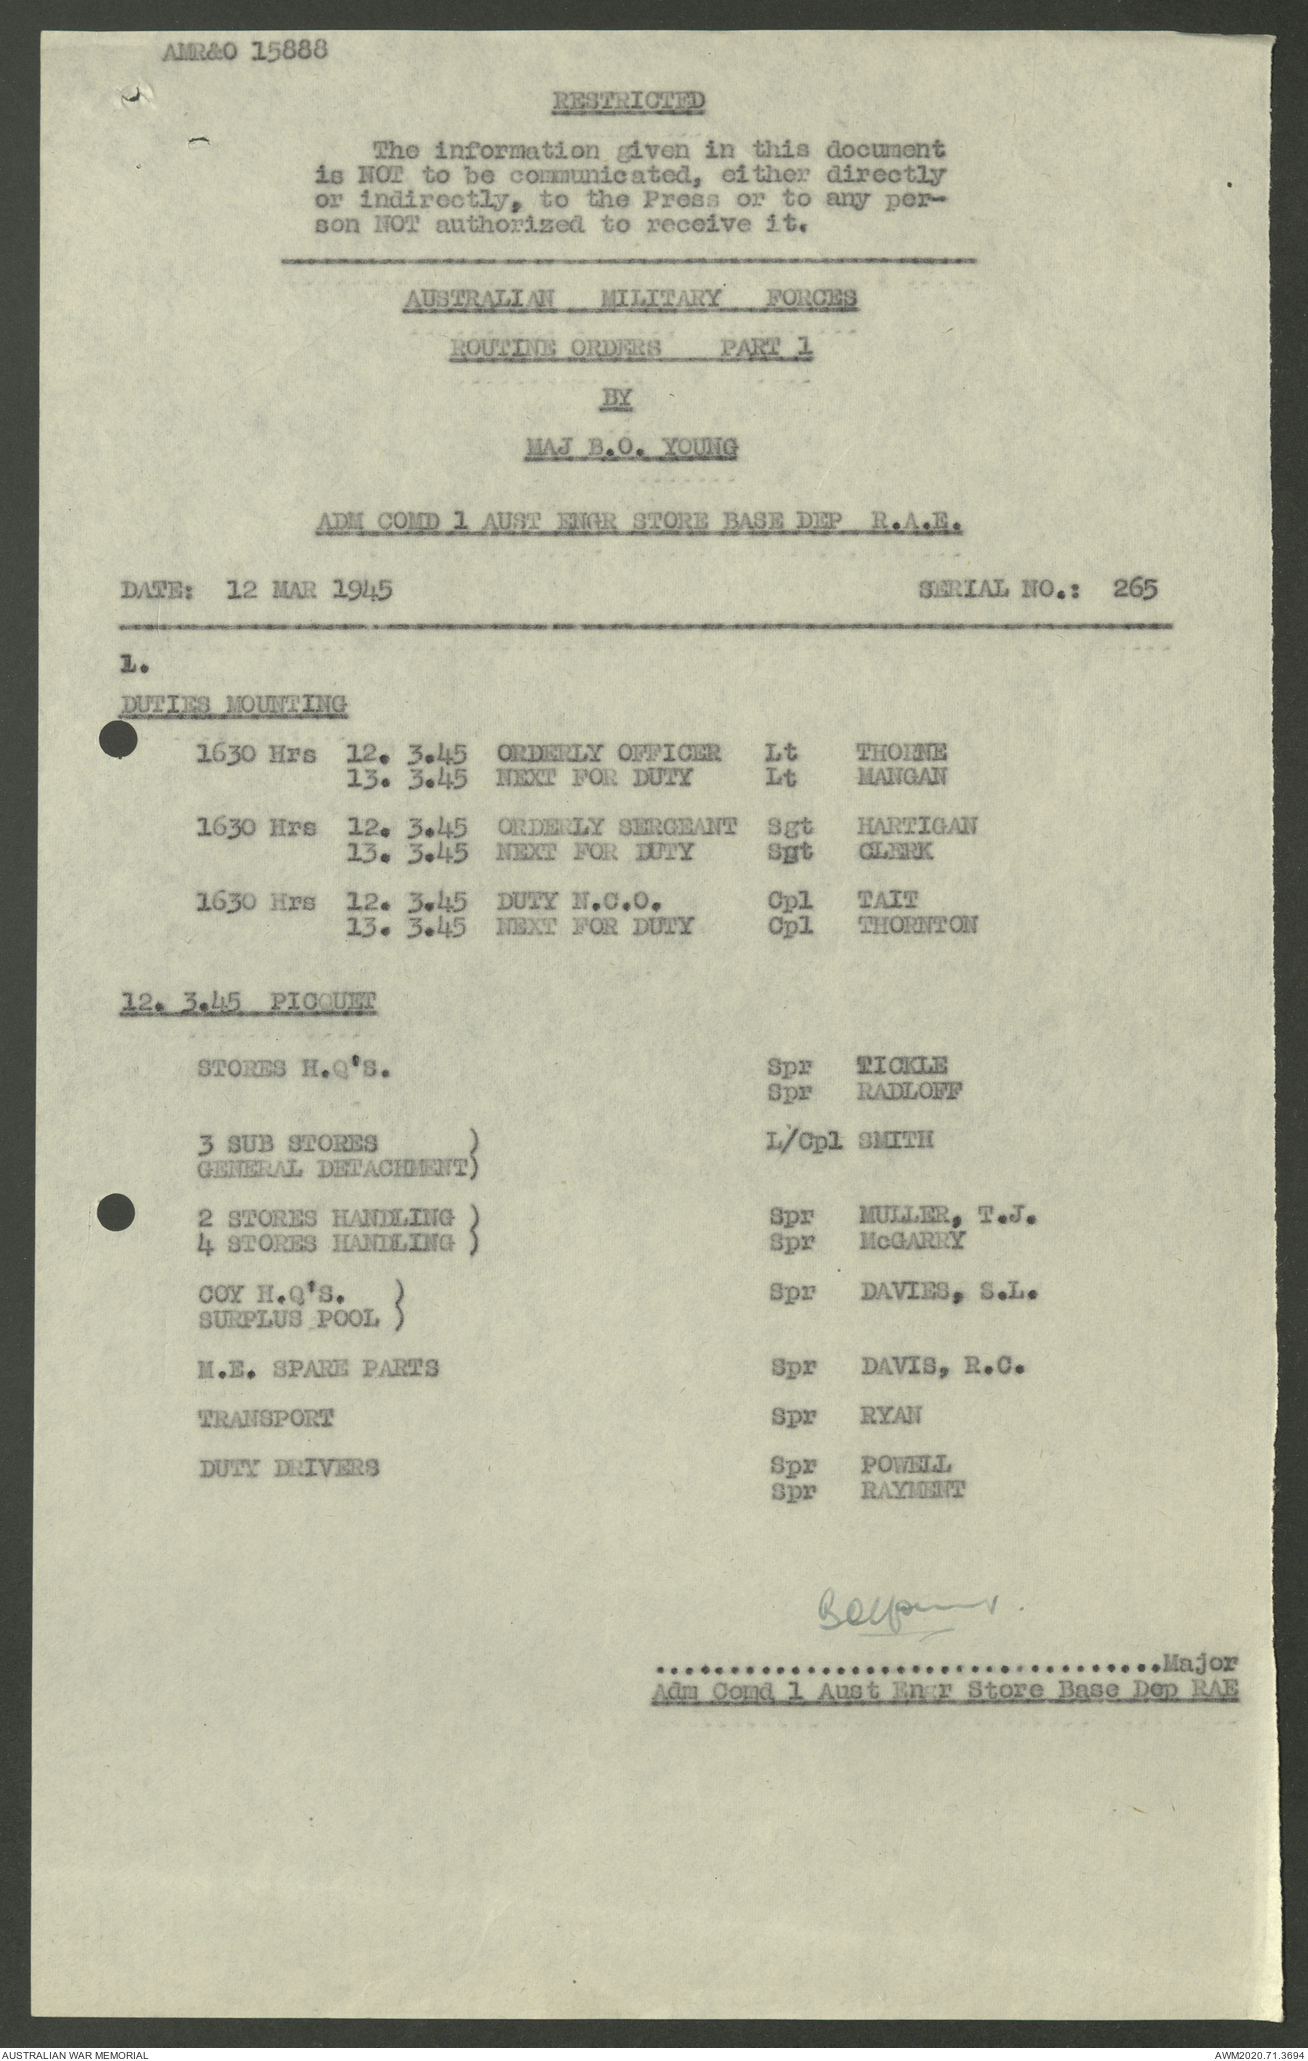 AMR&O 15888
RESTRICTED
The information given in this document
is NOT to be communicated, either directly
or indirectly, to the Press or to any per-
son NOT authorized to receive it.
AUSTRALIAN MILITARY FORCES
ROUTINE ORDERS PART 1
BY
MAJ B.O. YOUNG
ADM COMD 1 AUST ENGR STORE BASE DEP R.A.E.
DATE: 12 MAR 1945 SERIAL NO.: 265
1.
DUTIES MOUNTING
1630 Hrs 12. 3.45 ORDERLY OFFICER Lt THORNE
13. 3.45 NEXT FOR DUTY Lt MANGAN
1630 Hrs 12. 3.45 ORDERLY SERGEANT Sgt HARTIGAN
13. 3.45 NEXT FOR DUTY Sgt CLERK
1630 Hrs 12. 3.45 DUTY N.C.O. Cpl TAIT
13. 3.45 NEXT FOR DUTY Cpl THORNTON
12. 3.45 PICQUET
STORES H.Q'S. Spr TICKLE
Spr RADLOFF
3 SUB STORES ) L/Cpl SMITH
GENERAL DETACHMENT)
2 STORES HANDLING ) Spr MULLER, T.J.
4 STORES HANDLING ) Spr McGARRY
COY H.Q'S. ) Spr DAVIES, S.L.
SURPLUS POOL )
M.E. SPARE PARTS Spr DAVIS, R.C.
TRANSPORT Spr RYAN
DUTY DRIVERS Spr POWELL
Spr RAYMENT
..................................Major
Adm Comd 1 Aust Engr Store Base Dep RAE
AUSTRALIAN WAR MEMORIAL AWM2020.71.3694